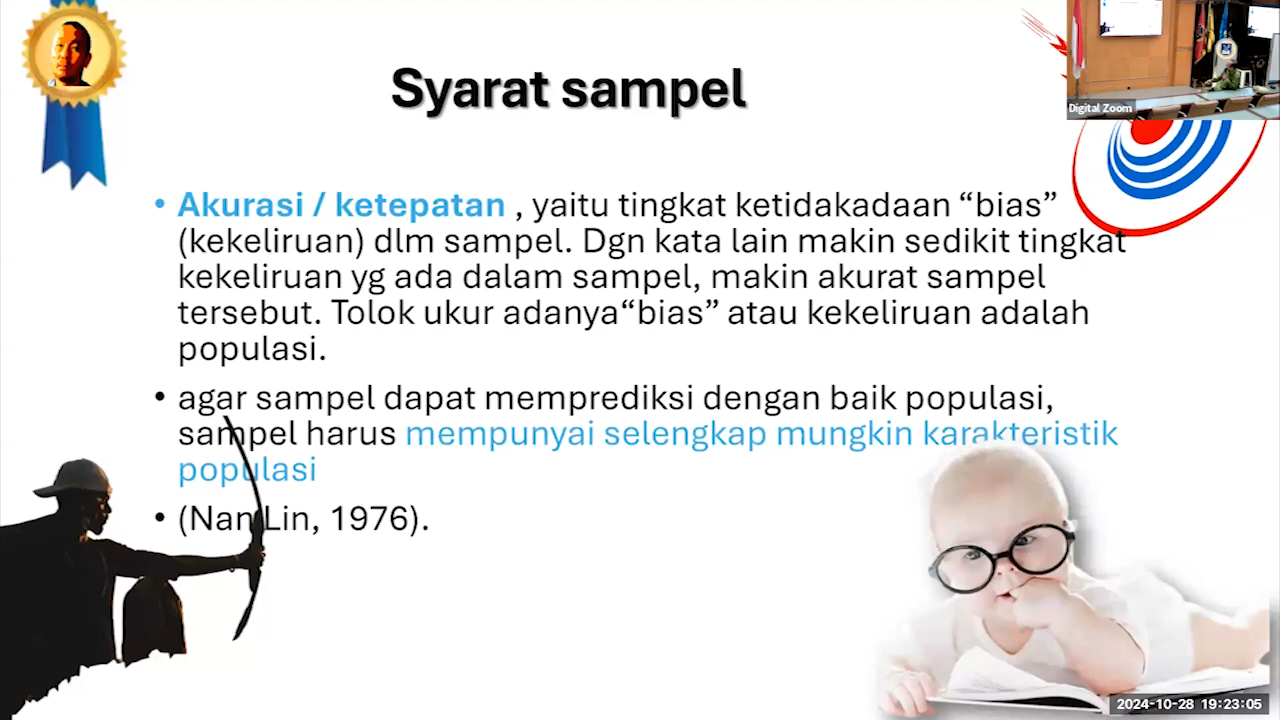 Syarat sampel
Digital Zoom
• Akurasi / ketepatan , yaitu tingkat ketidakadaan “bias”
(kekeliruan) dlm sampel. Dgn kata lain makin sedikit tingkat
kekeliruan yg ada dalam sampel, makin akurat sampel
tersebut. Tolok ukur adanya“bias” atau kekeliruan adalah
populasi.
• agar sampel dapat memprediksi dengan baik populasi,
sampel harus mempunyai selengkap mungkin karakteristik
populasi
• (Nan Lin, 1976).
2024-10-28 19:23:05